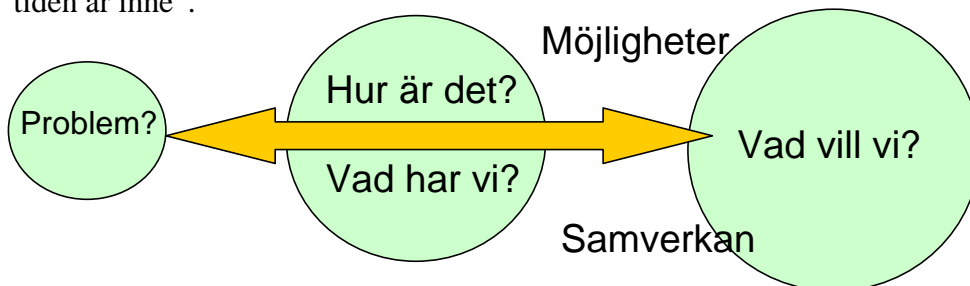 tiden är inne”.
Möjligheter
Hur är det?
Problem?
Vad vill vi?
Vad har vi?
Samverkan